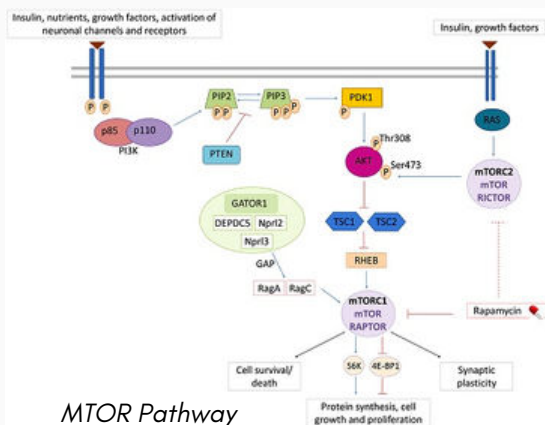 Insulin, nutrients, growth factors, activation of
neuronal channels and receptors
Insulin, growth factors
P P
PIP2
PIP3
P P
P P P
PDK1
P
p85
p110
PI3K
PTEN
RAS
P Thr308
AKT
P Ser473
mTORC2
mTOR
RICTOR
GATOR1
DEPDC5 Nprl2
Nprl3
TSC1
TSC2
GAP
RHEB
RagA RagC
mTORC1
mTOR
RAPTOR
Rapamycin
Cell survival/
death
S6K
4E-BP1
Synaptic
plasticity
Protein synthesis, cell
growth and proliferation
MTOR Pathway